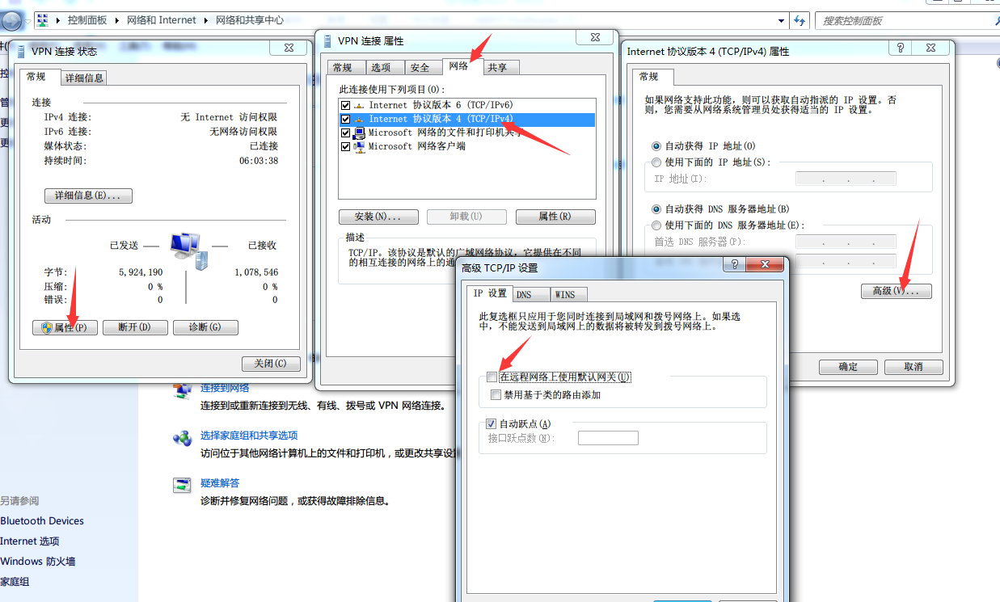 控制面板 ▸ 网络和 Internet ▸ 网络和共享中心
搜索控制面板
VPN 连接 状态
常规
详细信息
连接
IPv4 连接:
无 Internet 访问权限
IPv6 连接:
无网络访问权限
媒体状态:
已连接
持续时间:
06:03:38
详细信息(E)...
活动
已发送
已接收
字节:
5,924,190
1,078,546
压缩:
0 %
0 %
错误:
0
0
属性(P)
断开(D)
诊断(G)
关闭(C)
VPN 连接 属性
常规
选项
安全
网络
共享
此连接使用下列项目(O):
Internet 协议版本 6 (TCP/IPv6)
Internet 协议版本 4 (TCP/IPv4)
Microsoft 网络的文件和打印机共享
Microsoft 网络客户端
安装(N)...
卸载(U)
属性(R)
描述
TCP/IP。该协议是默认的广域网络协议，它提供在不同
的相互连接的网络上的通
Internet 协议版本 4 (TCP/IPv4) 属性
常规
如果网络支持此功能，则可以获取自动指派的 IP 设置。否
则，您需要从网络系统管理员处获得适当的 IP 设置。
自动获得 IP 地址(O)
使用下面的 IP 地址(S):
IP 地址(I):
自动获得 DNS 服务器地址(B)
使用下面的 DNS 服务器地址(E):
首选 DNS 服务器(P):
高级(V)...
确定
取消
高级 TCP/IP 设置
IP 设置
DNS
WINS
此复选框只应用于您同时连接到局域网和拨号网络上。如果选
中，不能发送到局域网上的数据将被转发到拨号网络上。
在远程网络上使用默认网关(U)
禁用基于类的路由添加
自动跃点(A)
接口跃点数(N):
连接到网络
连接到或重新连接到无线、有线、拨号或 VPN 网络连接。
选择家庭组和共享选项
访问位于其他网络计算机上的文件和打印机，或更改共享设
疑难解答
诊断并修复网络问题，或获得故障排除信息。
另请参阅
Bluetooth Devices
Internet 选项
Windows 防火墙
家庭组